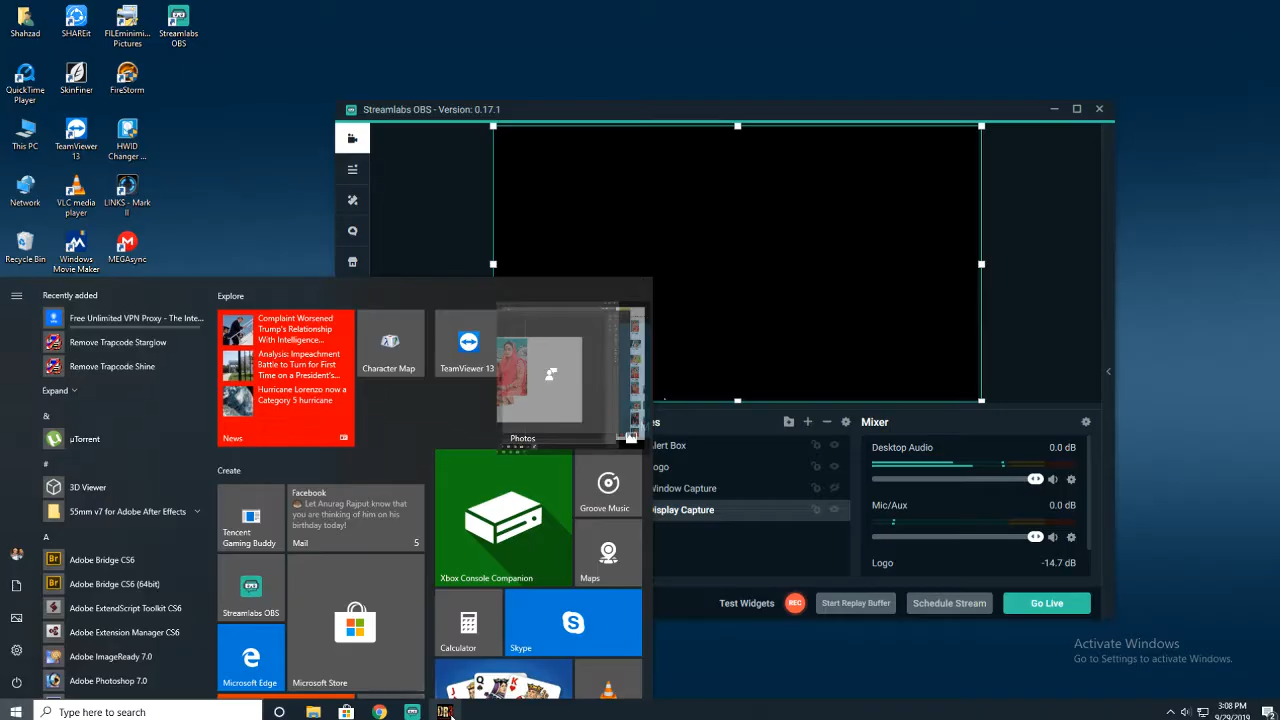 Shahzad
SHAREit
FILEminimi...
Pictures
Streamlabs
OBS
QuickTime
Player
SkinFiner
FireStorm
This PC
TeamViewer
13
HWID
Changer ...
Network
VLC media
player
LINKS - Mark
II
Recycle Bin
Windows
Movie Maker
MEGAsync
Streamlabs OBS - Version: 0.17.1
Recently added
Free Unlimited VPN Proxy - The Inte...
Remove Trapcode Starglow
Remove Trapcode Shine
Expand
&
µTorrent
#
3D Viewer
55mm v7 for Adobe After Effects
A
Adobe Bridge CS6
Adobe Bridge CS6 (64bit)
Adobe ExtendScript Toolkit CS6
Adobe Extension Manager CS6
Adobe ImageReady 7.0
Adobe Photoshop 7.0
Explore
Complaint Worsened
Trump's Relationship
With Intelligence...
Analysis: Impeachment
Battle to Turn for First
Time on a President's...
Hurricane Lorenzo now a
Category 5 hurricane
News
Character Map
TeamViewer 13
Photos
Create
Tencent
Gaming Buddy
Facebook
Let Anurag Rajput know that
you are thinking of him on his
birthday today!
Mail
5
Streamlabs OBS
Microsoft Edge
Microsoft Store
Xbox Console Companion
Groove Music
Maps
Calculator
Skype
J
Q
K
es
lert Box
ogo
Window Capture
Display Capture
Mixer
Desktop Audio
0.0 dB
Mic/Aux
0.0 dB
Logo
-14.7 dB
Test Widgets
REC
Start Replay Buffer
Schedule Stream
Go Live
Activate Windows
Go to Settings to activate Windows.
Type here to search
3:08 PM
9/29/2019